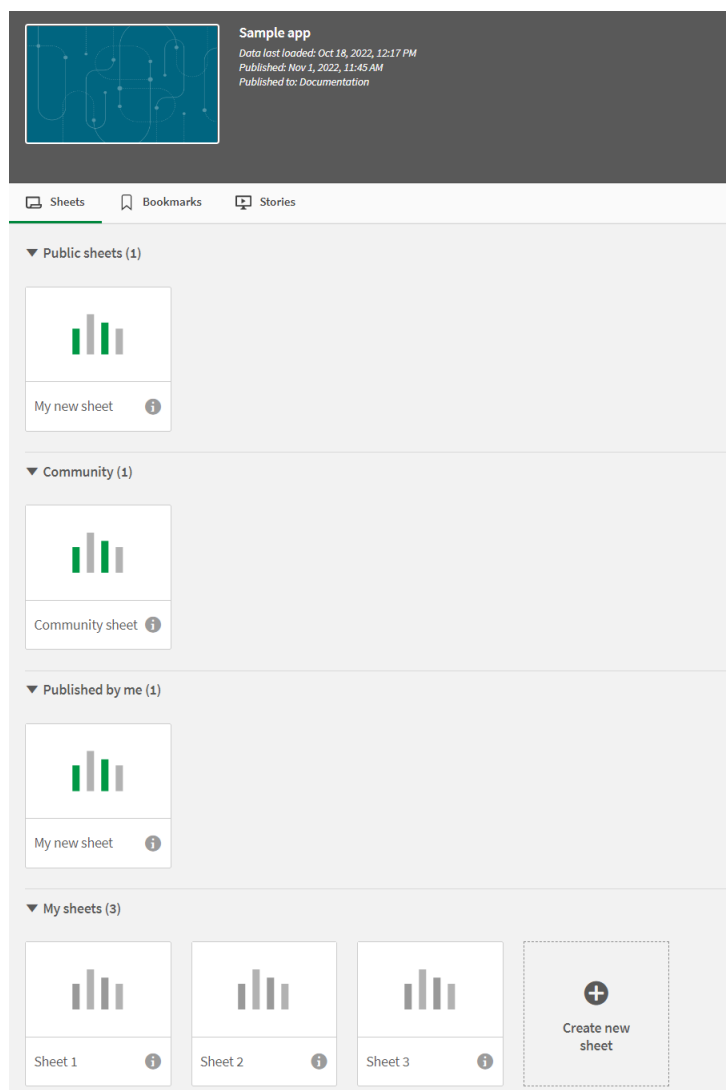 Sample app
Data last loaded: Oct 18, 2022, 12:17 PM
Published: Nov 1, 2022, 11:45 AM
Published to: Documentation
Sheets Bookmarks Stories
Public sheets (1)
My new sheet
Community (1)
Community sheet
Published by me (1)
My new sheet
My sheets (3)
Sheet 1 Sheet 2 Sheet 3
Create new
sheet